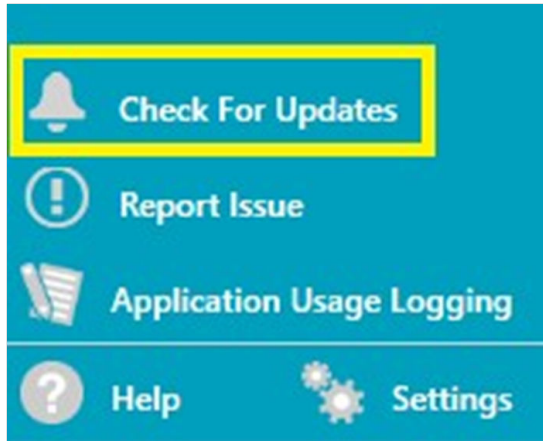 Check For Updates
Report Issue
Application Usage Logging
Help Settings